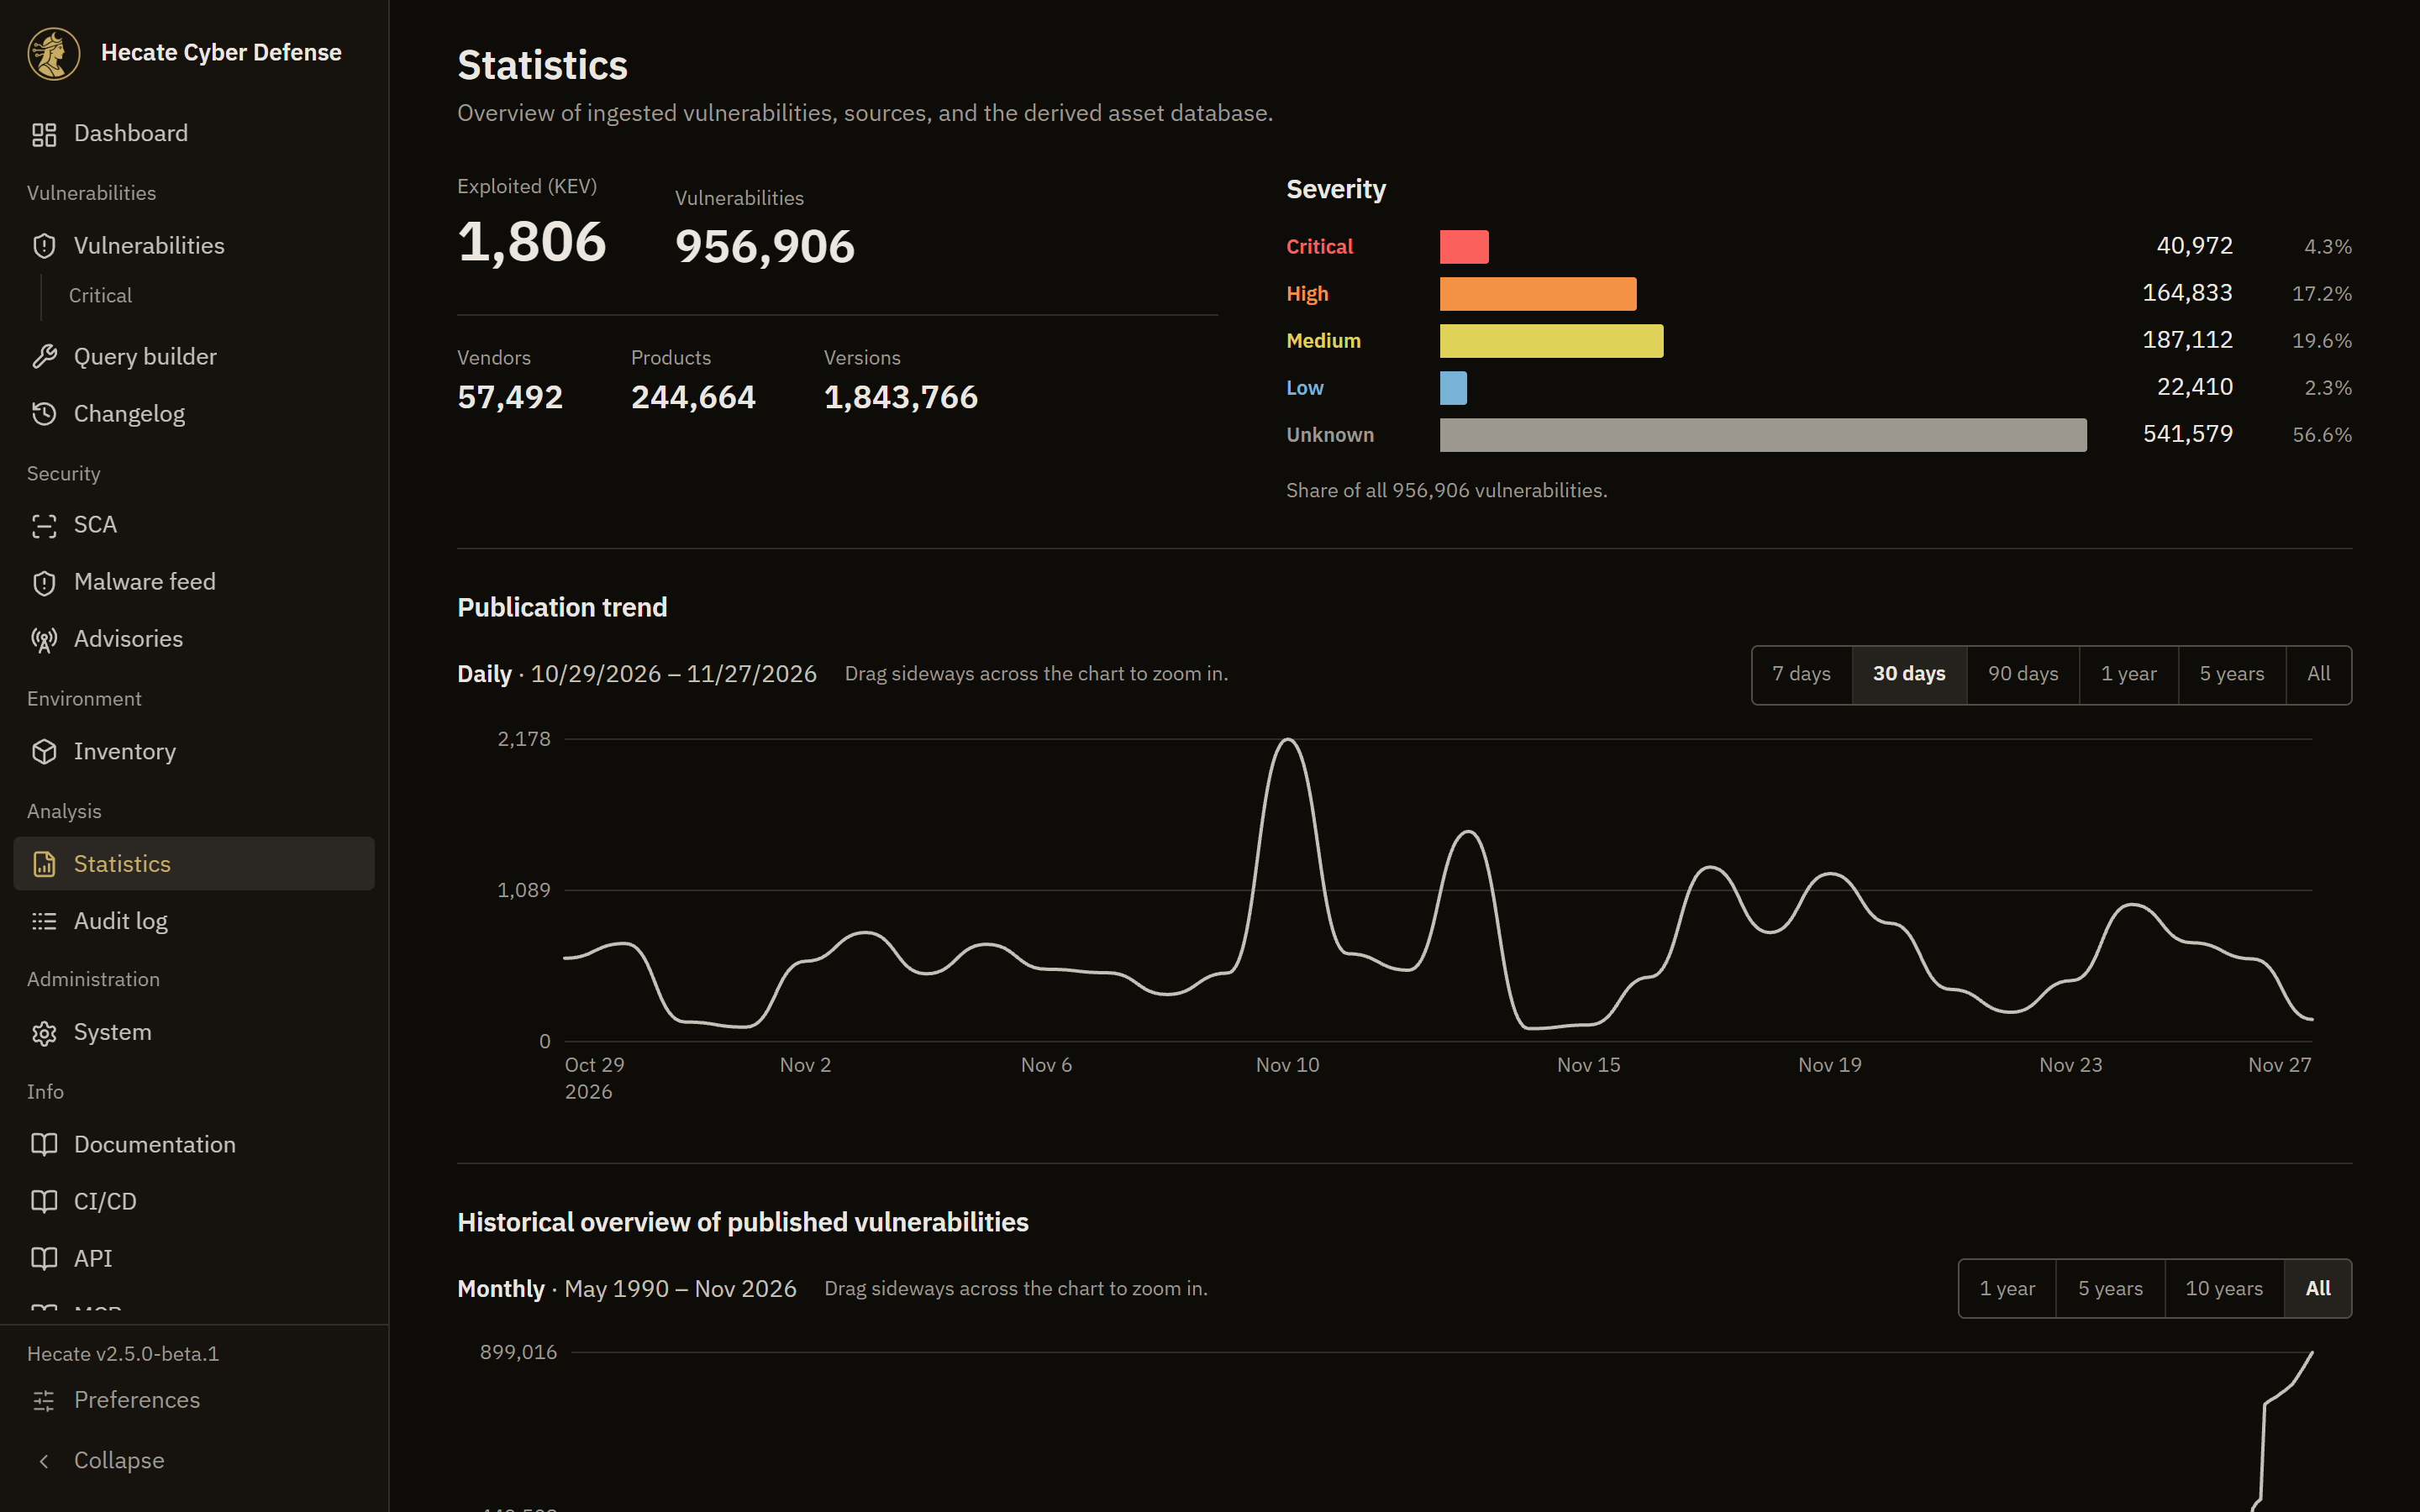 Hecate Cyber Defense
Dashboard
Vulnerabilities
Vulnerabilities
Critical
Query builder
Changelog
Security
SCA
Malware feed
Advisories
Environment
Inventory
Analysis
Statistics
Audit log
Administration
System
Info
Documentation
CI/CD
API
Hecate v2.5.0-beta.1
Preferences
Collapse
Statistics
Overview of ingested vulnerabilities, sources, and the derived asset database.
Exploited (KEV)
1,806
Vulnerabilities
956,906
Vendors
57,492
Products
244,664
Versions
1,843,766
Severity
Critical 40,972 4.3%
High 164,833 17.2%
Medium 187,112 19.6%
Low 22,410 2.3%
Unknown 541,579 56.6%
Share of all 956,906 vulnerabilities.
Publication trend
Daily · 10/29/2026 – 11/27/2026 Drag sideways across the chart to zoom in.
7 days 30 days 90 days 1 year 5 years All
2,178
1,089
0
Oct 29 Nov 2 Nov 6 Nov 10 Nov 15 Nov 19 Nov 23 Nov 27
2026
Historical overview of published vulnerabilities
Monthly · May 1990 – Nov 2026 Drag sideways across the chart to zoom in.
1 year 5 years 10 years All
899,016